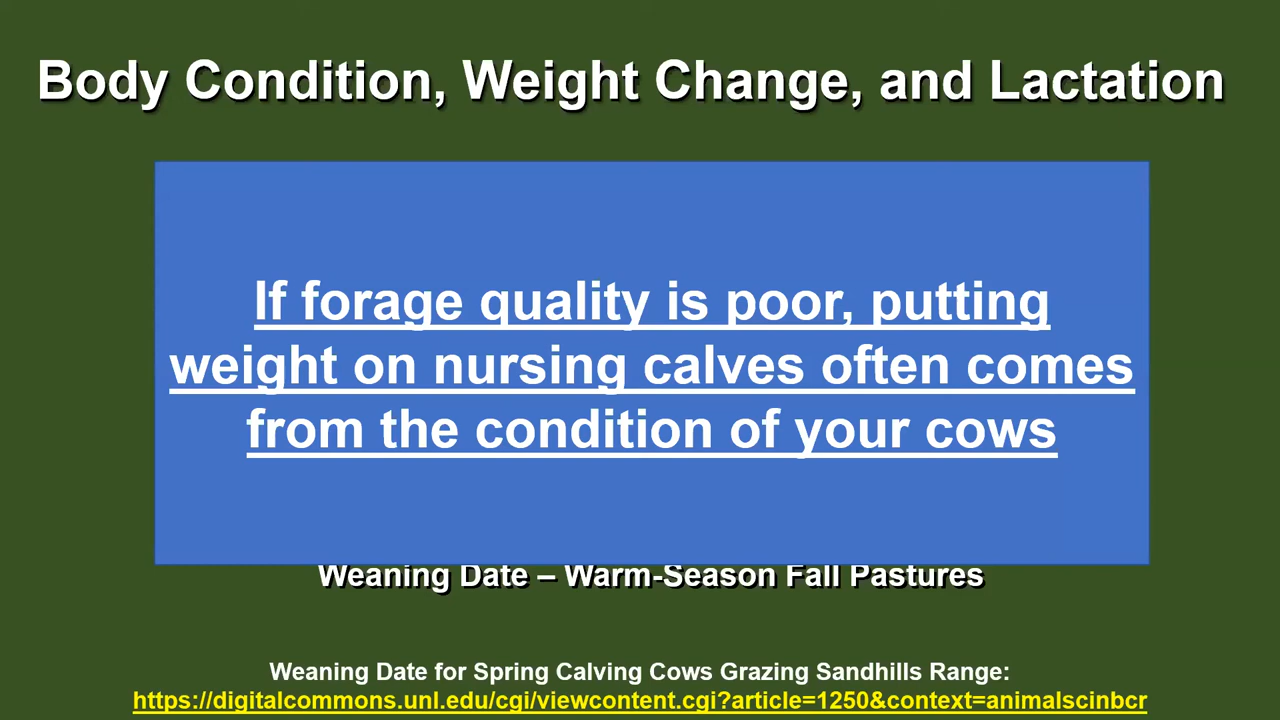 Body Condition, Weight Change, and Lactation
If forage quality is poor, putting
weight on nursing calves often comes
from the condition of your cows
Weaning Date – Warm-Season Fall Pastures
Weaning Date for Spring Calving Cows Grazing Sandhills Range:
https://digitalcommons.unl.edu/cgi/viewcontent.cgi?article=1250&context=animalscinbcr